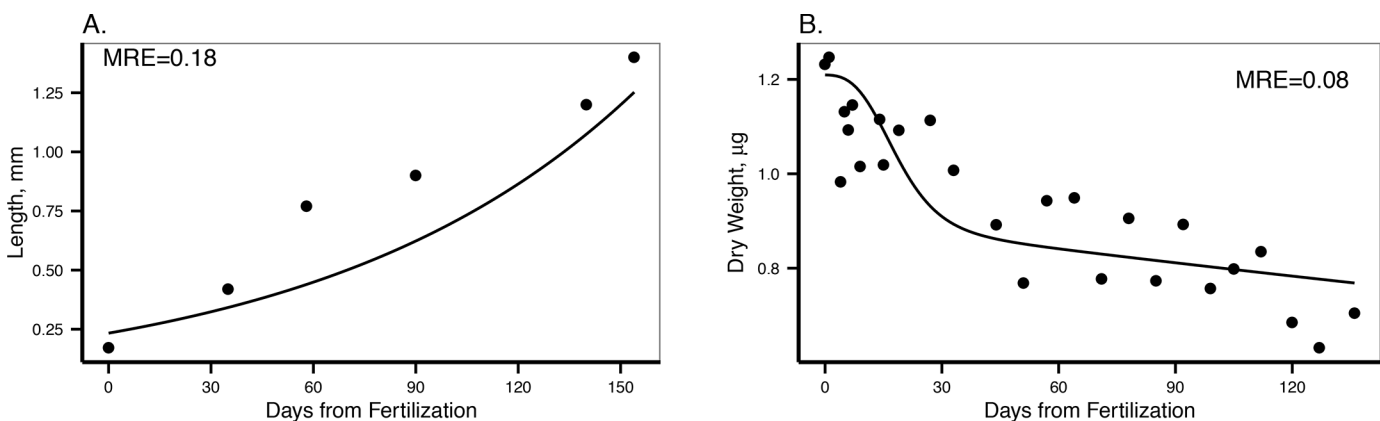 A.
MRE=0.18
1.25
1.00
0.75
0.50
0.25
Length, mm
0 30 60 90 120 150
Days from Fertilization
B.
MRE=0.08
1.2
1.0
0.8
Dry Weight, µg
0 30 60 90 120
Days from Fertilization